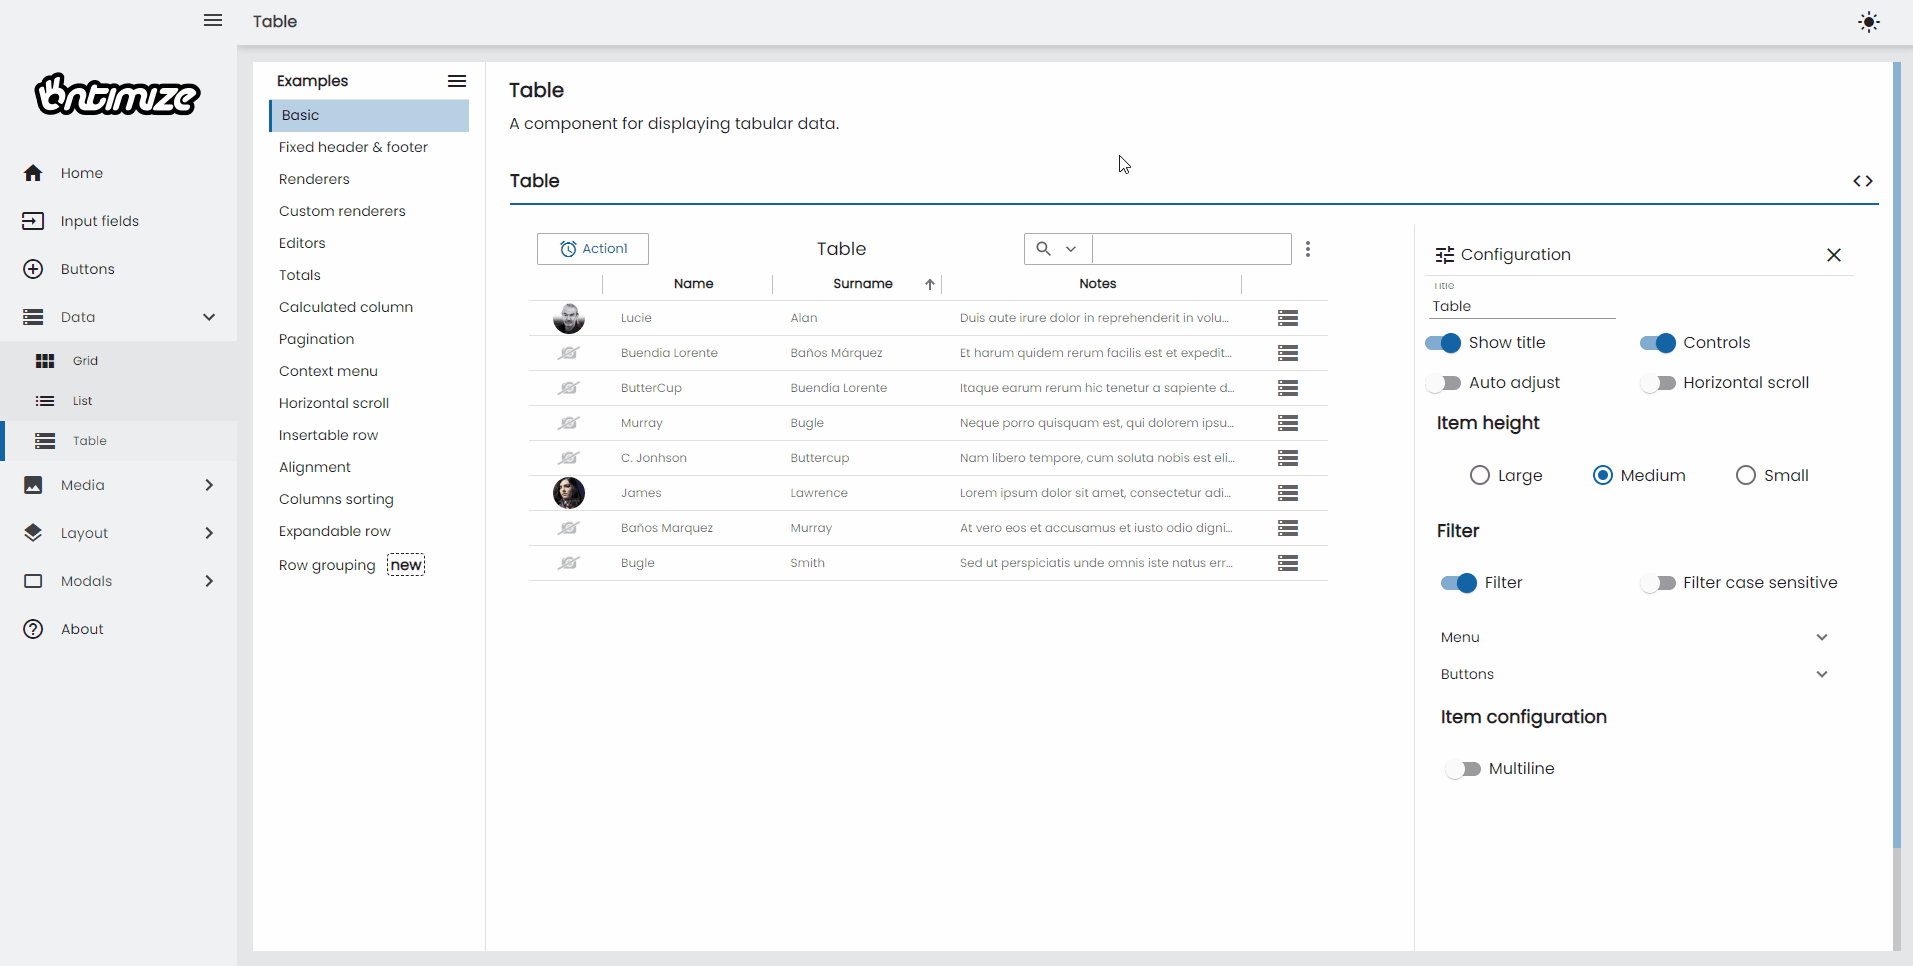 Table
Ontimize
Home
Input fields
Buttons
Data
Grid
List
Table
Media
Layout
Modals
About
Examples
Basic
Fixed header & footer
Renderers
Custom renderers
Editors
Totals
Calculated column
Pagination
Context menu
Horizontal scroll
Insertable row
Alignment
Columns sorting
Expandable row
Row grouping new
Table
A component for displaying tabular data.
Table
Action1 Table
Name Surname Notes
Lucie Alan Duis aute irure dolor in reprehenderit in volu...
Buendia Lorente Baños Márquez Et harum quidem rerum facilis est et expedit...
ButterCup Buendia Lorente Itaque earum rerum hic tenetur a sapiente d...
Murray Bugle Neque porro quisquam est, qui dolorem ipsu...
C. Jonhson Buttercup Nam libero tempore, cum soluta nobis est eli...
James Lawrence Lorem ipsum dolor sit amet, consectetur adi...
Baños Marquez Murray At vero eos et accusamus et iusto odio digni...
Bugle Smith Sed ut perspiciatis unde omnis iste natus err...
Configuration
Title
Table
Show title Controls
Auto adjust Horizontal scroll
Item height
Large Medium Small
Filter
Filter Filter case sensitive
Menu
Buttons
Item configuration
Multiline